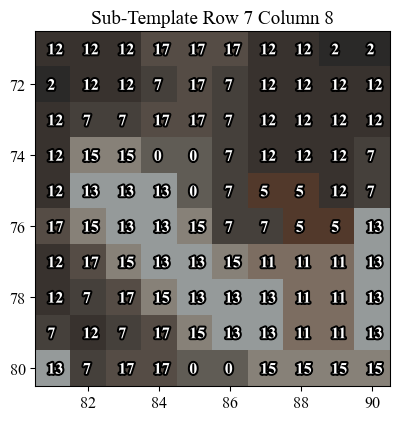 Sub-Template Row 7 Column 8
12 12 12 17 17 17 12 12 2 2
72 2 12 12 7 17 7 12 12 12 12
12 7 7 17 17 7 12 12 12 12
74 12 15 15 0 0 7 12 12 12 7
12 13 13 13 0 7 5 5 12 7
76 17 15 13 13 15 7 7 5 5 13
12 17 15 13 13 15 11 11 11 13
78 12 7 17 15 13 13 13 11 11 13
7 12 7 17 15 13 13 11 11 13
80 13 7 17 17 0 0 15 15 15 15
82 84 86 88 90